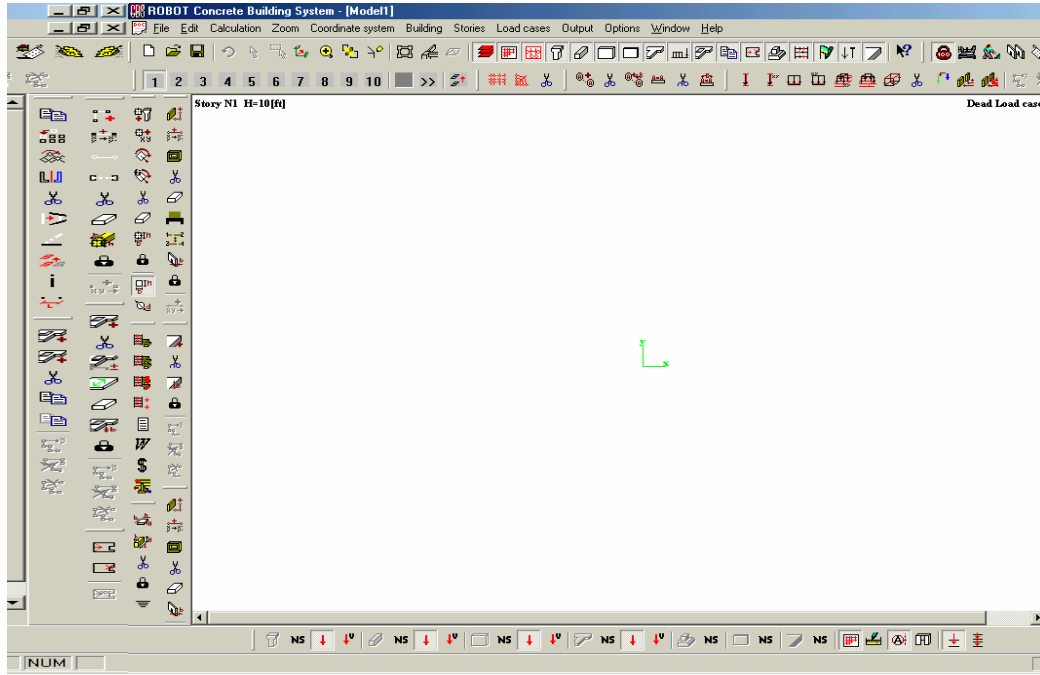 ROBOT Concrete Building System - [Model1]
File Edit Calculation Zoom Coordinate system Building Stories Load cases Output Options Window Help
1 2 3 4 5 6 7 8 9 10 >>
Story N1 H=10[ft]
Dead Load case
y
x
NS NS NS NS NS NS NS
NUM